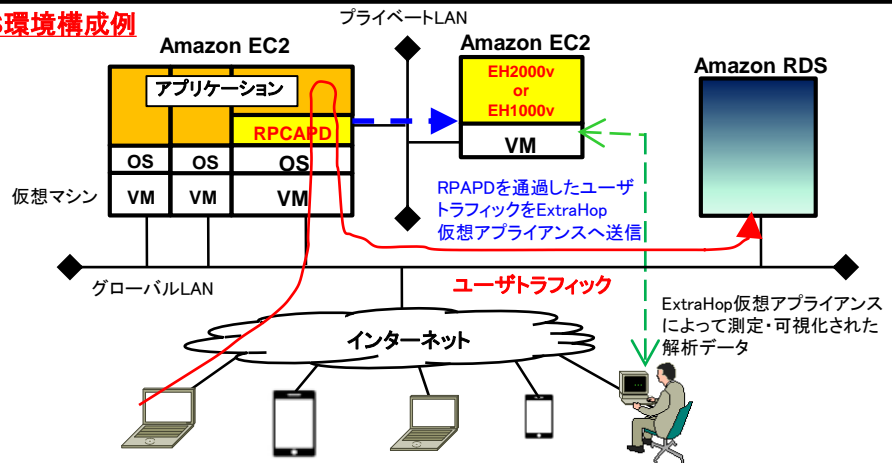 環境構成例
プライベートLAN
Amazon EC2
Amazon EC2
Amazon RDS
アプリケーション
EH2000v
or
EH1000v
RPCAPD
VM
OS
OS
OS
仮想マシン
VM
VM
VM
RPAPDを通過したユーザ
トラフィックをExtraHop
仮想アプライアンスへ送信
グローバルLAN
ユーザトラフィック
ExtraHop仮想アプライアンス
によって測定・可視化された
解析データ
インターネット